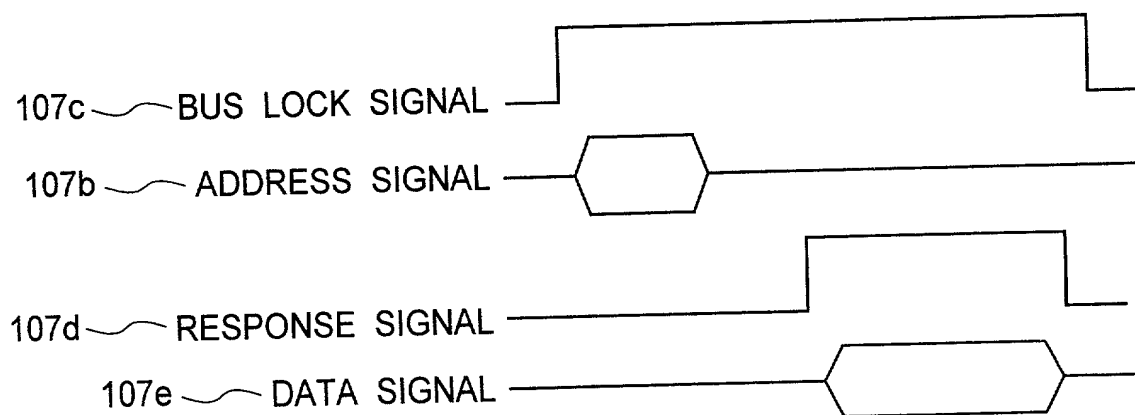 107c BUS LOCK SIGNAL
107b ADDRESS SIGNAL
107d RESPONSE SIGNAL
107e DATA SIGNAL